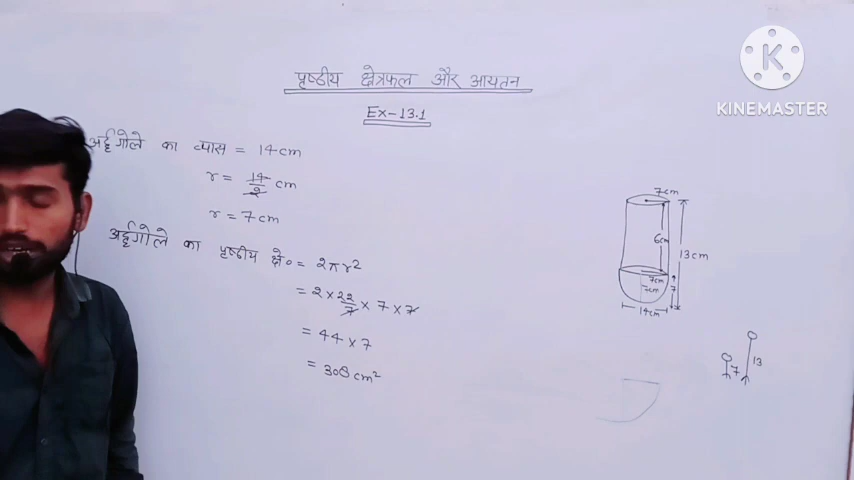 पृष्ठीय क्षेत्रफल और आयतन
Ex-13.1
KINEMASTER
अर्द्धगोले का व्यास = 14cm
r = 14/2 cm
r = 7cm
अर्द्धगोले का पृष्ठीय क्षे० = 2πr²
= 2 × 22/7 × 7 × 7
= 44 × 7
= 308 cm²
7cm
6cm
13cm
7cm
7cm
7
14cm
7
13